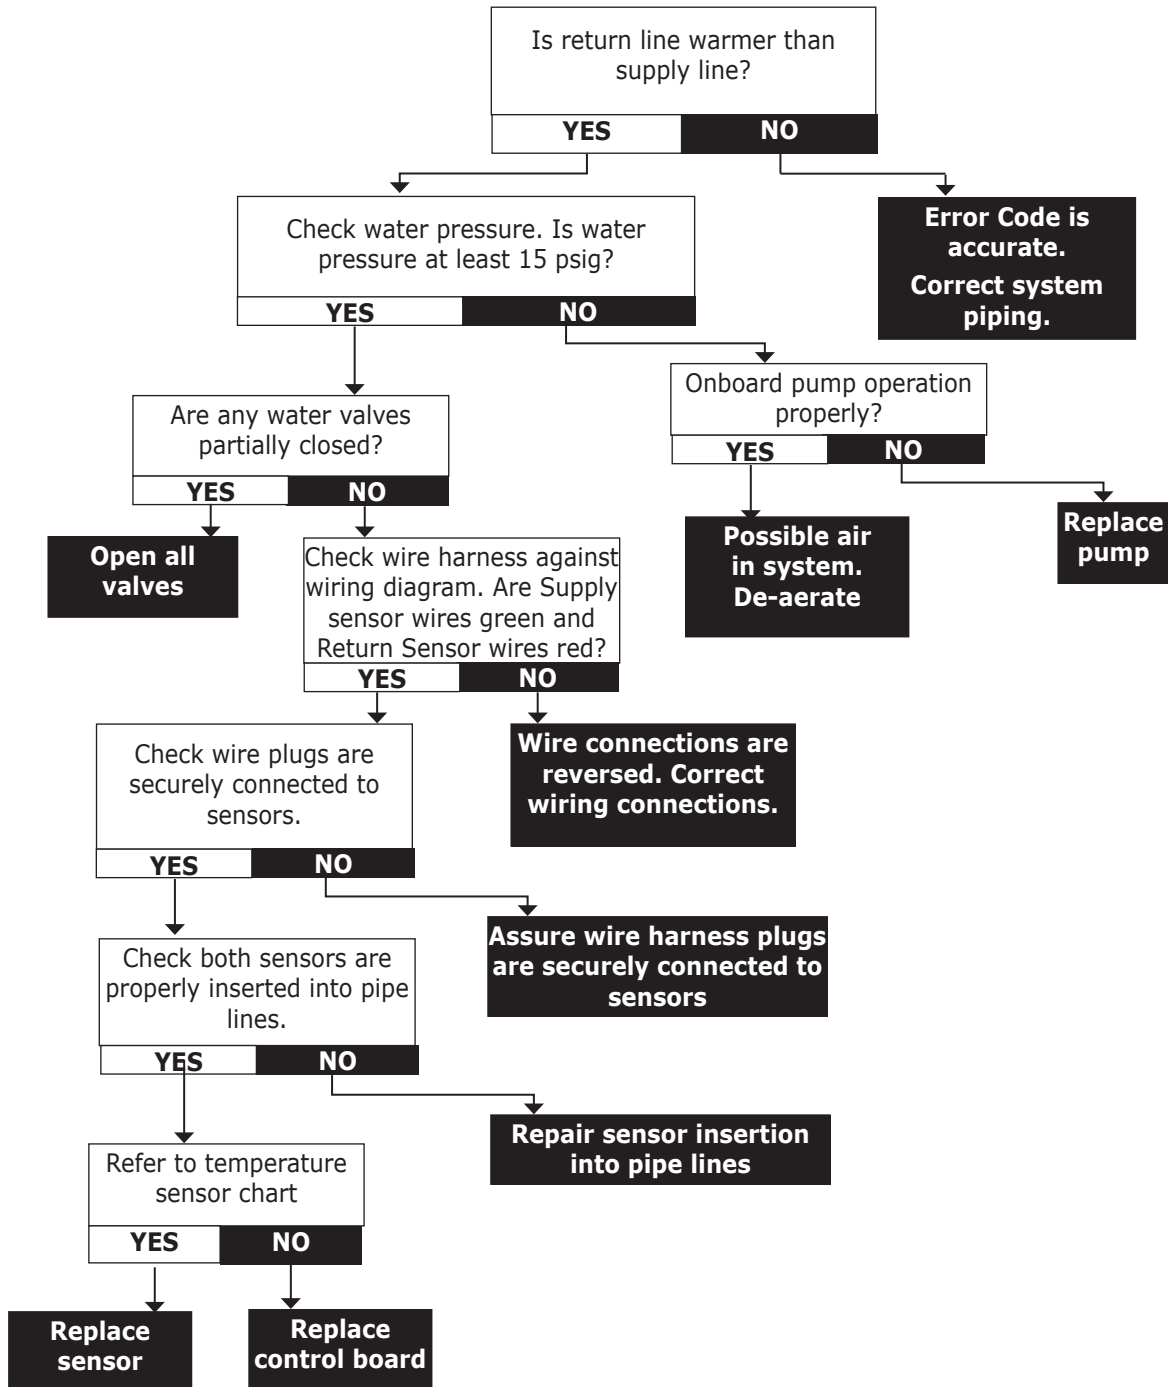 Is return line warmer than
supply line?
YES
NO
Check water pressure. Is water
pressure at least 15 psig?
YES
NO
Error Code is
accurate.
Correct system
piping.
Are any water valves
partially closed?
YES
NO
Onboard pump operation
properly?
YES
NO
Open all
valves
Check wire harness against
wiring diagram. Are Supply
sensor wires green and
Return Sensor wires red?
YES
NO
Possible air
in system.
De-aerate
Replace
pump
Check wire plugs are
securely connected to
sensors.
YES
NO
Wire connections are
reversed. Correct
wiring connections.
Check both sensors are
properly inserted into pipe
lines.
YES
NO
Assure wire harness plugs
are securely connected to
sensors
Refer to temperature
sensor chart
YES
NO
Repair sensor insertion
into pipe lines
Replace
sensor
Replace
control board